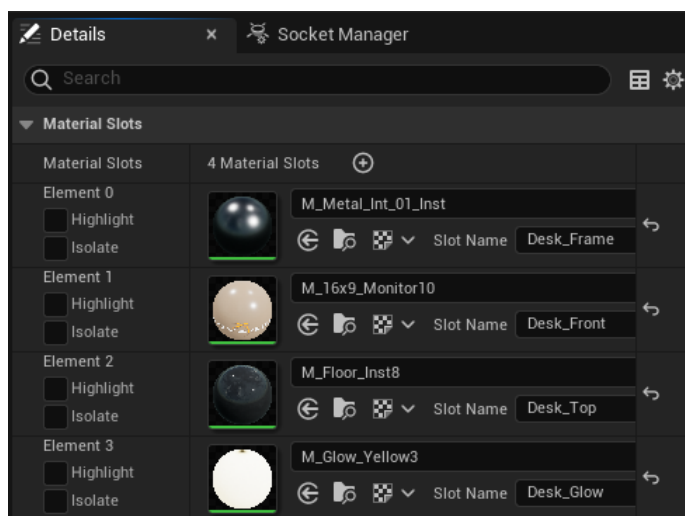 Details
Socket Manager
Search
Material Slots
Material Slots 4 Material Slots
Element 0
M_Metal_Int_01_Inst
Highlight
Isolate
Slot Name Desk_Frame
Element 1
M_16x9_Monitor10
Highlight
Isolate
Slot Name Desk_Front
Element 2
M_Floor_Inst8
Highlight
Isolate
Slot Name Desk_Top
Element 3
M_Glow_Yellow3
Highlight
Isolate
Slot Name Desk_Glow